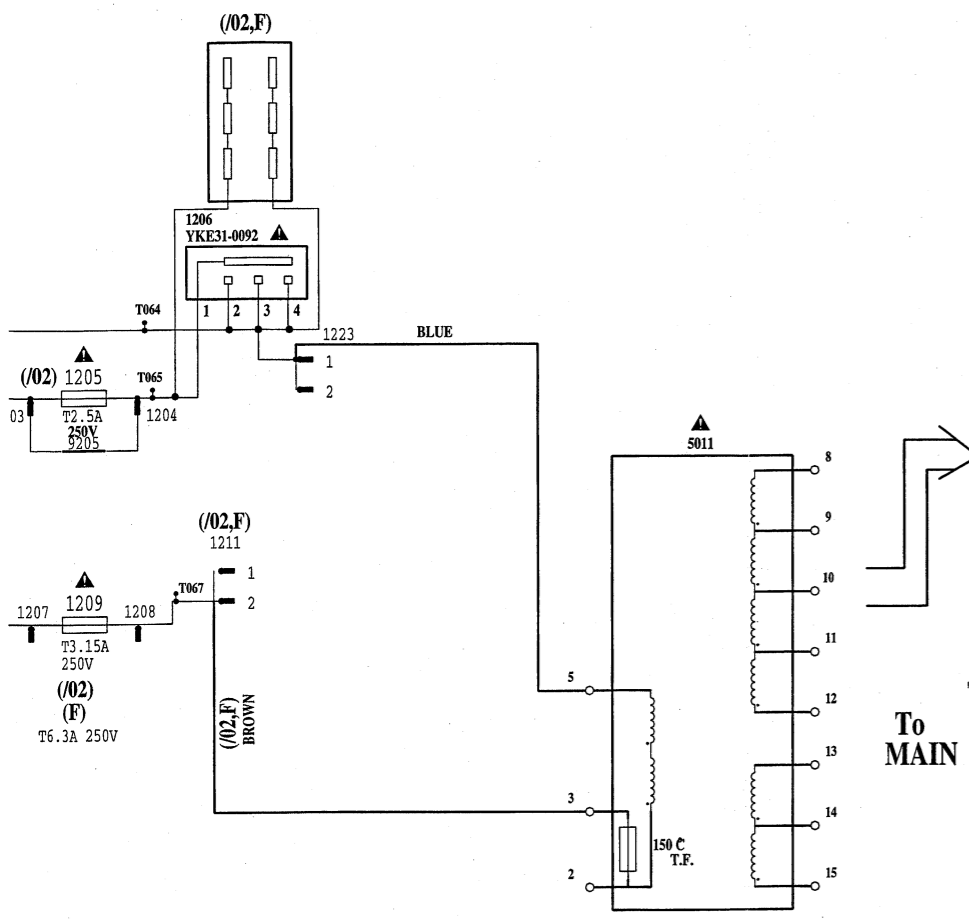 (/02,F)
1206
YKE31-0092
1 2 3 4
T064
1223
BLUE
1
2
(/02) 1205
T065
03
T2.5A
250V
9205
1204
5011
8
9
10
11
12
13
14
15
(/02,F)
1211
1
2
T067
1207 1209 1208
T3.15A
250V
(/02)
(F)
T6.3A 250V
(/02,F)
BROWN
5
3
2
150 C
T.F.
To
MAIN